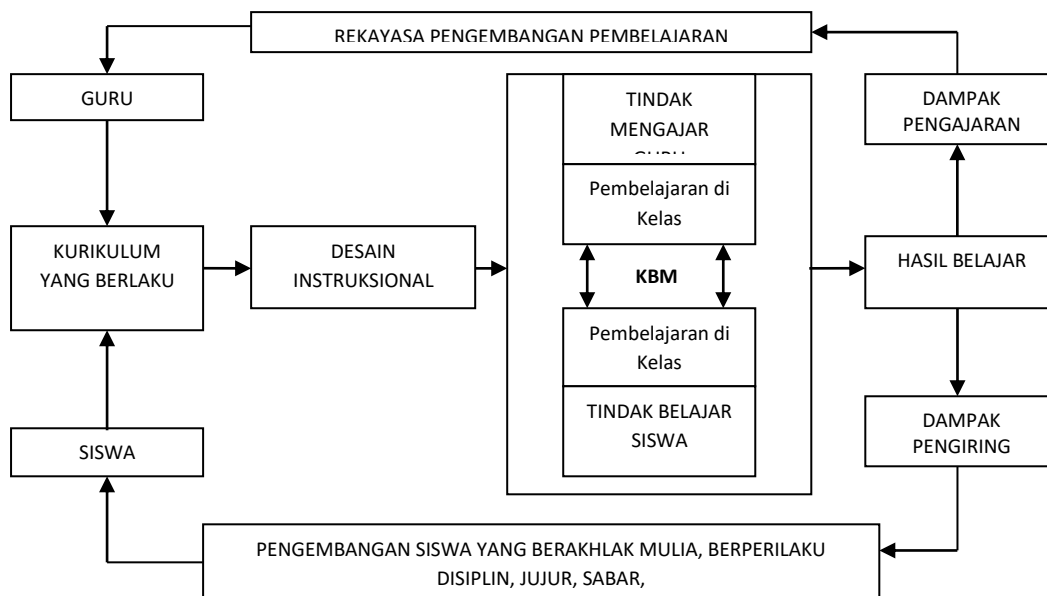 REKAYASA PENGEMBANGAN PEMBELAJARAN
GURU
TINDAK
MENGAJAR
GURU
DAMPAK
PENGAJARAN
Pembelajaran di
Kelas
KURIKULUM
YANG BERLAKU
DESAIN
INSTRUKSIONAL
KBM
HASIL BELAJAR
Pembelajaran di
Kelas
TINDAK BELAJAR
SISWA
SISWA
DAMPAK
PENGIRING
PENGEMBANGAN SISWA YANG BERAKHLAK MULIA, BERPERILAKU
DISIPLIN, JUJUR, SABAR,